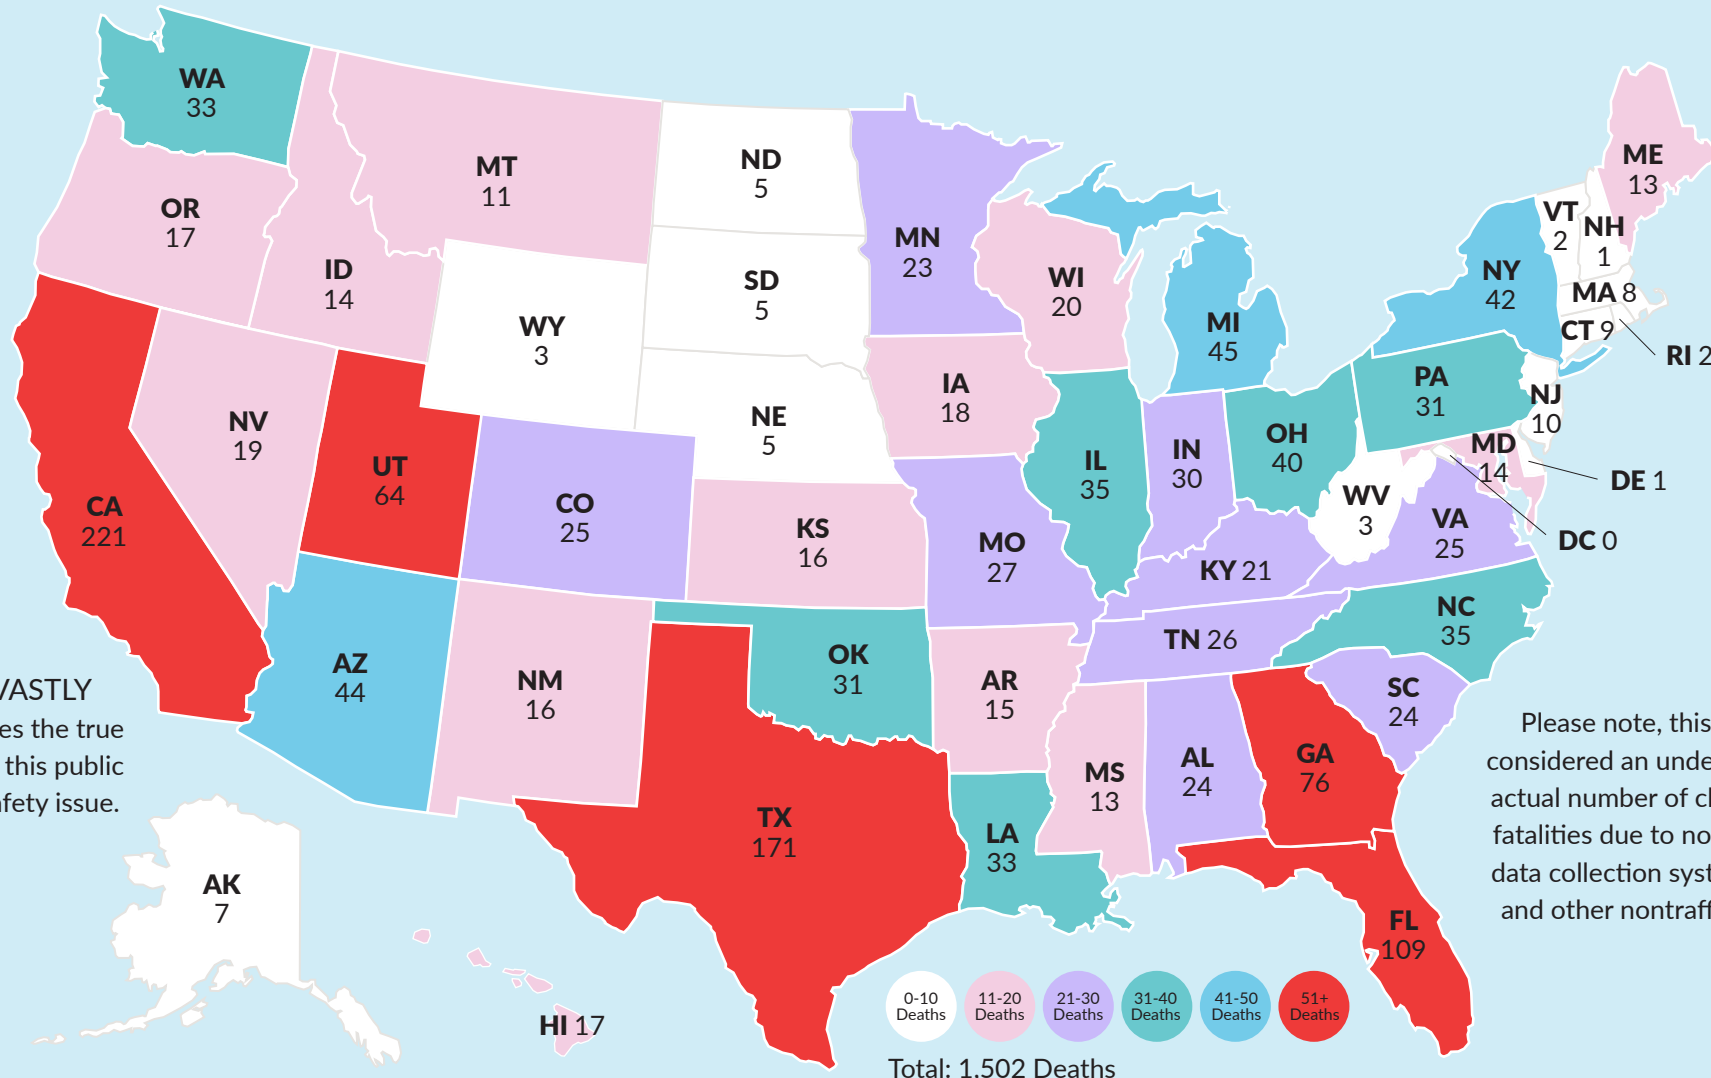 WA
33
MT
11
ND
5
ME
13
OR
17
ID
14
MN
23
WI
20
VT
2
NH
1
NY
42
MA 8
CT 9
RI 2
SD
5
WY
3
MI
45
PA
31
NJ
10
IA
18
NE
5
NV
19
UT
64
CO
25
IL
35
IN
30
OH
40
MD
14
DE 1
WV
3
VA
25
DC 0
CA
221
KS
16
MO
27
KY 21
NC
35
TN 26
AZ
44
NM
16
OK
31
AR
15
SC
24
VASTLY
es the true
this public
fety issue.
MS
13
AL
24
GA
76
Please note, this
considered an unde
actual number of c
fatalities due to no
data collection syst
and other nontraff
TX
171
LA
33
AK
7
FL
109
HI 17
0-10
Deaths
11-20
Deaths
21-30
Deaths
31-40
Deaths
41-50
Deaths
51+
Deaths
Total: 1,502 Deaths